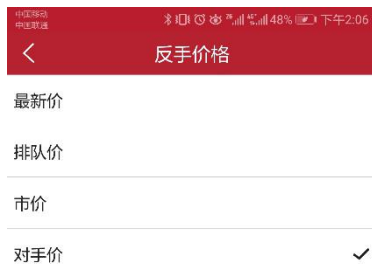 中国移动
中国联通
48% 下午2:06
反手价格
最新价
排队价
市价
对手价